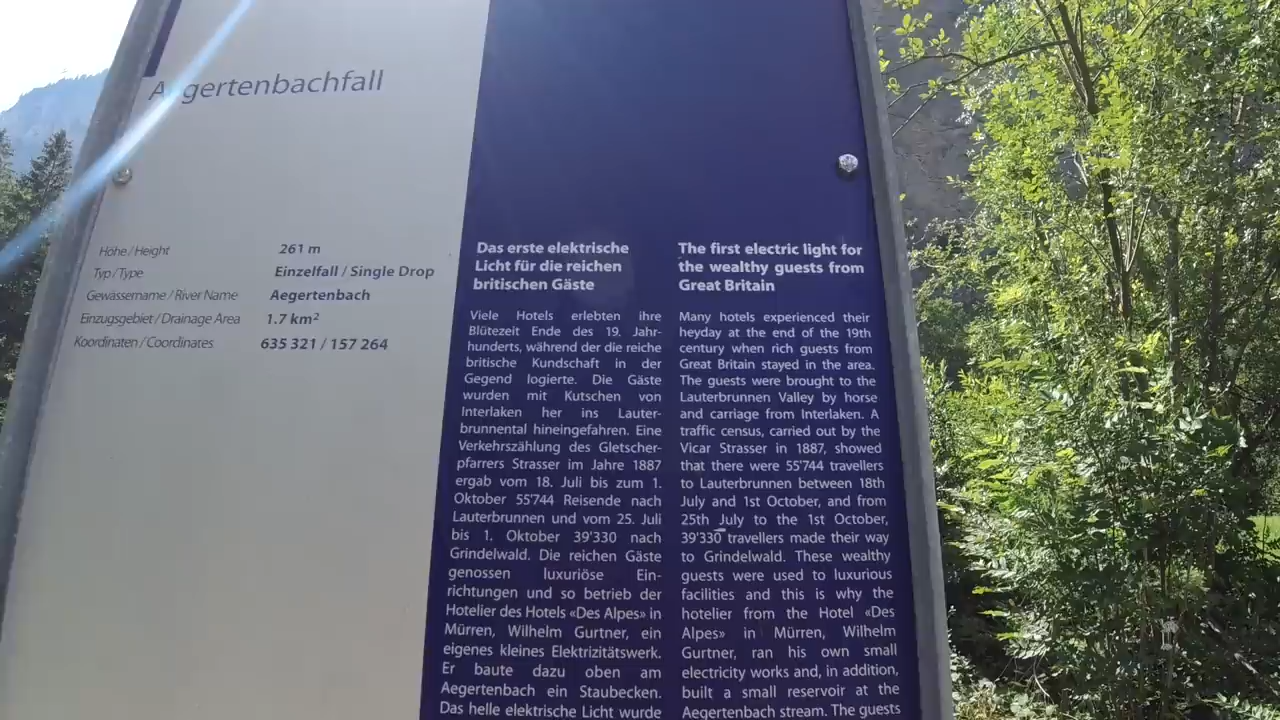 Aegertenbachfall
Höhe / Height 261 m
Typ / Type Einzelfall / Single Drop
Gewässername / River Name Aegertenbach
Einzugsgebiet / Drainage Area 1.7 km²
Koordinaten / Coordinates 635 321 / 157 264
Das erste elektrische
Licht für die reichen
britischen Gäste
Viele Hotels erlebten ihre
Blütezeit Ende des 19. Jahr-
hunderts, während der die reiche
britische Kundschaft in der
Gegend logierte. Die Gäste
wurden mit Kutschen von
Interlaken her ins Lauter-
brunnental hineingefahren. Eine
Verkehrszählung des Gletscher-
pfarrers Strasser im Jahre 1887
ergab vom 18. Juli bis zum 1.
Oktober 55'744 Reisende nach
Lauterbrunnen und vom 25. Juli
bis 1. Oktober 39'330 nach
Grindelwald. Die reichen Gäste
genossen luxuriöse Ein-
richtungen und so betrieb der
Hotelier des Hotels «Des Alpes» in
Mürren, Wilhelm Gurtner, ein
eigenes kleines Elektrizitätswerk.
Er baute dazu oben am
Aegertenbach ein Staubecken.
Das helle elektrische Licht wurde
The first electric light for
the wealthy guests from
Great Britain
Many hotels experienced their
heyday at the end of the 19th
century when rich guests from
Great Britain stayed in the area.
The guests were brought to the
Lauterbrunnen Valley by horse
and carriage from Interlaken. A
traffic census, carried out by the
Vicar Strasser in 1887, showed
that there were 55'744 travellers
to Lauterbrunnen between 18th
July and 1st October, and from
25th July to the 1st October,
39'330 travellers made their way
to Grindelwald. These wealthy
guests were used to luxurious
facilities and this is why the
hotelier from the Hotel «Des
Alpes» in Mürren, Wilhelm
Gurtner, ran his own small
electricity works and, in addition,
built a small reservoir at the
Aegertenbach stream. The guests